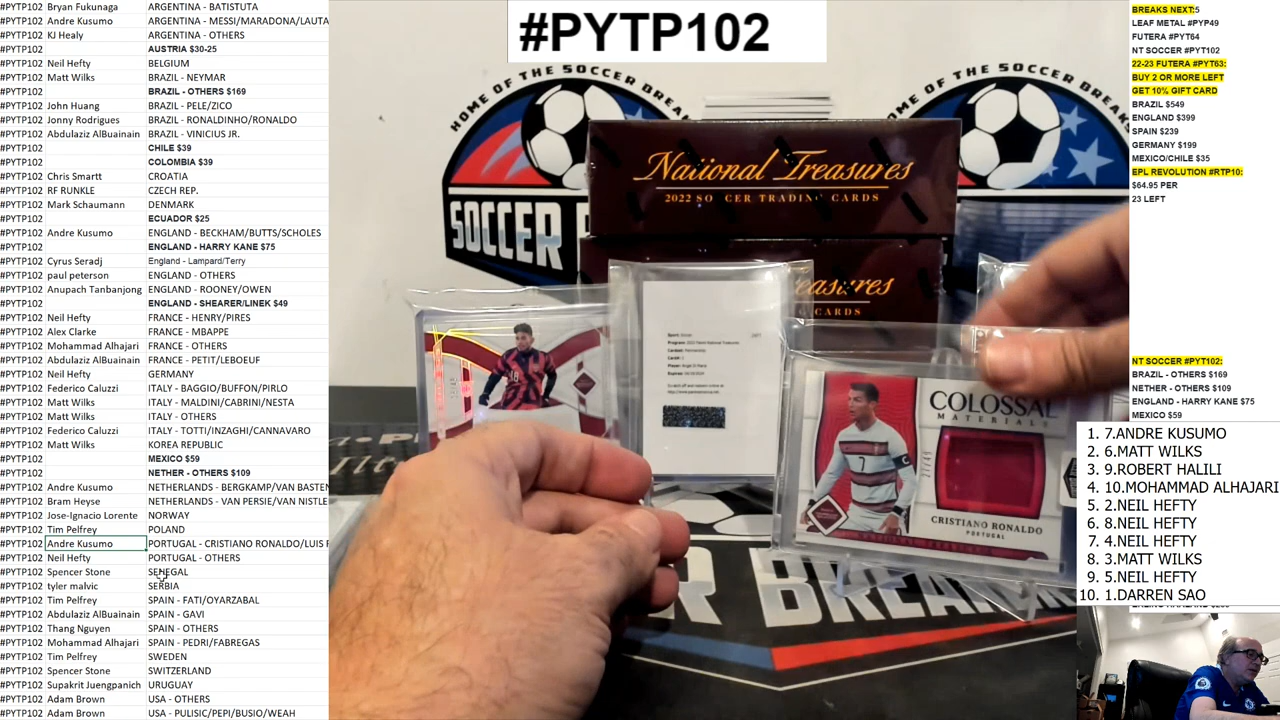 #PYTP102 Bryan Fukunaga ARGENTINA - BATISTUTA
#PYTP102 Andre Kusumo ARGENTINA - MESSI/MARADONA/LAUTA
#PYTP102 KJ Healy ARGENTINA - OTHERS
#PYTP102 AUSTRIA $30-25
#PYTP102 Neil Hefty BELGIUM
#PYTP102 Matt Wilks BRAZIL - NEYMAR
#PYTP102 BRAZIL - OTHERS $169
#PYTP102 John Huang BRAZIL - PELE/ZICO
#PYTP102 Jonny Rodrigues BRAZIL - RONALDINHO/RONALDO
#PYTP102 Abdulaziz AlBuainain BRAZIL - VINICIUS JR.
#PYTP102 CHILE $39
#PYTP102 COLOMBIA $39
#PYTP102 Chris Smartt CROATIA
#PYTP102 RF RUNKLE CZECH REP.
#PYTP102 Mark Schaumann DENMARK
#PYTP102 ECUADOR $25
#PYTP102 Andre Kusumo ENGLAND - BECKHAM/BUTTS/SCHOLES
#PYTP102 ENGLAND - HARRY KANE $75
#PYTP102 Cyrus Seradj England - Lampard/Terry
#PYTP102 paul peterson ENGLAND - OTHERS
#PYTP102 Anupach Tanbanjong ENGLAND - ROONEY/OWEN
#PYTP102 ENGLAND - SHEARER/LINEK $49
#PYTP102 Neil Hefty FRANCE - HENRY/PIRES
#PYTP102 Alex Clarke FRANCE - MBAPPE
#PYTP102 Mohammad Alhajari FRANCE - OTHERS
#PYTP102 Abdulaziz AlBuainain FRANCE - PETIT/LEBOEUF
#PYTP102 Neil Hefty GERMANY
#PYTP102 Federico Caluzzi ITALY - BAGGIO/BUFFON/PIRLO
#PYTP102 Matt Wilks ITALY - MALDINI/CABRINI/NESTA
#PYTP102 Matt Wilks ITALY - OTHERS
#PYTP102 Federico Caluzzi ITALY - TOTTI/INZAGHI/CANNAVARO
#PYTP102 Matt Wilks KOREA REPUBLIC
#PYTP102 MEXICO $59
#PYTP102 NETHER - OTHERS $109
#PYTP102 Andre Kusumo NETHERLANDS - BERGKAMP/VAN BASTEN
#PYTP102 Bram Heyse NETHERLANDS - VAN PERSIE/VAN NISTLE
#PYTP102 Jose-Ignacio Lorente NORWAY
#PYTP102 Tim Pelfrey POLAND
#PYTP102 Andre Kusumo PORTUGAL - CRISTIANO RONALDO/LUIS F
#PYTP102 Neil Hefty PORTUGAL - OTHERS
#PYTP102 Spencer Stone SENEGAL
#PYTP102 tyler malvic SERBIA
#PYTP102 Tim Pelfrey SPAIN - FATI/OYARZABAL
#PYTP102 Abdulaziz AlBuainain SPAIN - GAVI
#PYTP102 Thang Nguyen SPAIN - OTHERS
#PYTP102 Mohammad Alhajari SPAIN - PEDRI/FABREGAS
#PYTP102 Tim Pelfrey SWEDEN
#PYTP102 Spencer Stone SWITZERLAND
#PYTP102 Supakrit Juengpanich URUGUAY
#PYTP102 Adam Brown USA - OTHERS
#PYTP102 Adam Brown USA - PULISIC/PEPI/BUSIO/WEAH
#PYTP102
HOME OF THE SOCCER BREAK
SOCCER
National Treasures
2022 SOCCER TRADING CARDS
easures
CARDS
COLOSSAL
MATERIALS
7
CRISTIANO RONALDO
PORTUGAL
BREAK
BREAKS NEXT:5
LEAF METAL #PYP49
FUTERA #PYT64
NT SOCCER #PYT102
22-23 FUTERA #PYT63:
BUY 2 OR MORE LEFT
GET 10% GIFT CARD
BRAZIL $549
ENGLAND $399
SPAIN $239
GERMANY $199
MEXICO/CHILE $35
EPL REVOLUTION #RTP10:
$64.95 PER
23 LEFT
NT SOCCER #PYT102:
BRAZIL - OTHERS $169
NETHER - OTHERS $109
ENGLAND - HARRY KANE $75
MEXICO $59
1. 7.ANDRE KUSUMO
2. 6.MATT WILKS
3. 9.ROBERT HALILI
4. 10.MOHAMMAD ALHAJARI
5. 2.NEIL HEFTY
6. 8.NEIL HEFTY
7. 4.NEIL HEFTY
8. 3.MATT WILKS
9. 5.NEIL HEFTY
10. 1.DARREN SAO